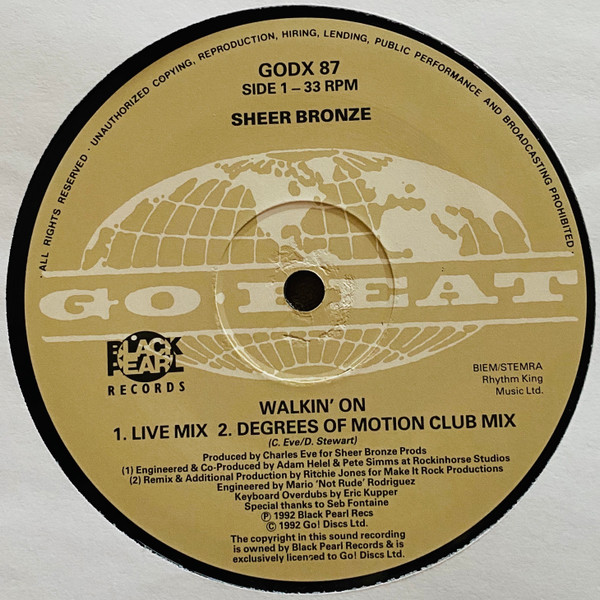 ALL RIGHTS RESERVED · UNAUTHORIZED COPYING, REPRODUCTION, HIRING, LENDING, PUBLIC PERFORMANCE AND BROADCASTING PROHIBITED ·
GODX 87
SIDE 1 – 33 RPM
SHEER BRONZE
GO · BEAT
BLACK
PEARL
RECORDS
BIEM/STEMRA
Rhythm King
Music Ltd.
WALKIN' ON
1. LIVE MIX 2. DEGREES OF MOTION CLUB MIX
(C. Eve/D. Stewart)
Produced by Charles Eve for Sheer Bronze Prods
(1) Engineered & Co-Produced by Adam Helel & Pete Simms at Rockinhorse Studios
(2) Remix & Additional Production by Ritchie Jones for Make It Rock Productions
Engineered by Mario 'Not Rude' Rodriguez
Keyboard Overdubs by Eric Kupper
Special thanks to Seb Fontaine
℗ 1992 Black Pearl Recs
© 1992 Go! Discs Ltd.
The copyright in this sound recording
is owned by Black Pearl Records & is
exclusively licensed to Go! Discs Ltd.